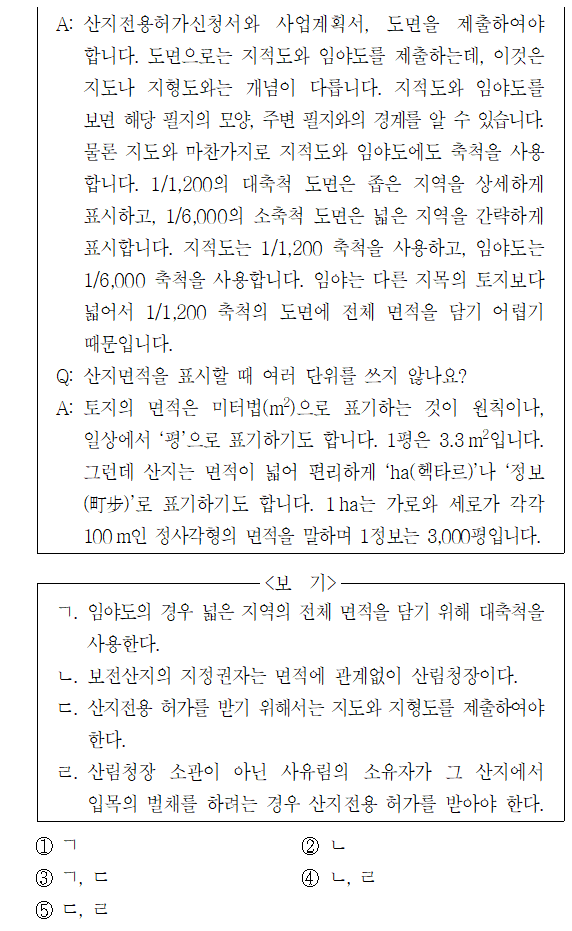 A: 산지전용허가신청서와 사업계획서, 도면을 제출하여야
합니다. 도면으로는 지적도와 임야도를 제출하는데, 이것은
지도나 지형도와는 개념이 다릅니다. 지적도와 임야도를
보면 해당 필지의 모양, 주변 필지와의 경계를 알 수 있습니다.
물론 지도와 마찬가지로 지적도와 임야도에도 축척을 사용
합니다. 1/1,200의 대축척 도면은 좁은 지역을 상세하게
표시하고, 1/6,000의 소축척 도면은 넓은 지역을 간략하게
표시합니다. 지적도는 1/1,200 축척을 사용하고, 임야도는
1/6,000 축척을 사용합니다. 임야는 다른 지목의 토지보다
넓어서 1/1,200 축척의 도면에 전체 면적을 담기 어렵기
때문입니다.
Q: 산지면적을 표시할 때 여러 단위를 쓰지 않나요?
A: 토지의 면적은 미터법(m²)으로 표기하는 것이 원칙이나,
일상에서 ‘평’으로 표기하기도 합니다. 1평은 3.3 m²입니다.
그런데 산지는 면적이 넓어 편리하게 ‘ha(헥타르)’나 ‘정보
(町步)’로 표기하기도 합니다. 1 ha는 가로와 세로가 각각
100 m인 정사각형의 면적을 말하며 1정보는 3,000평입니다.
<보 기>
ㄱ. 임야도의 경우 넓은 지역의 전체 면적을 담기 위해 대축척을
사용한다.
ㄴ. 보전산지의 지정권자는 면적에 관계없이 산림청장이다.
ㄷ. 산지전용 허가를 받기 위해서는 지도와 지형도를 제출하여야
한다.
ㄹ. 산림청장 소관이 아닌 사유림의 소유자가 그 산지에서
입목의 벌채를 하려는 경우 산지전용 허가를 받아야 한다.
① ㄱ ② ㄴ
③ ㄱ, ㄷ ④ ㄴ, ㄹ
⑤ ㄷ, ㄹ